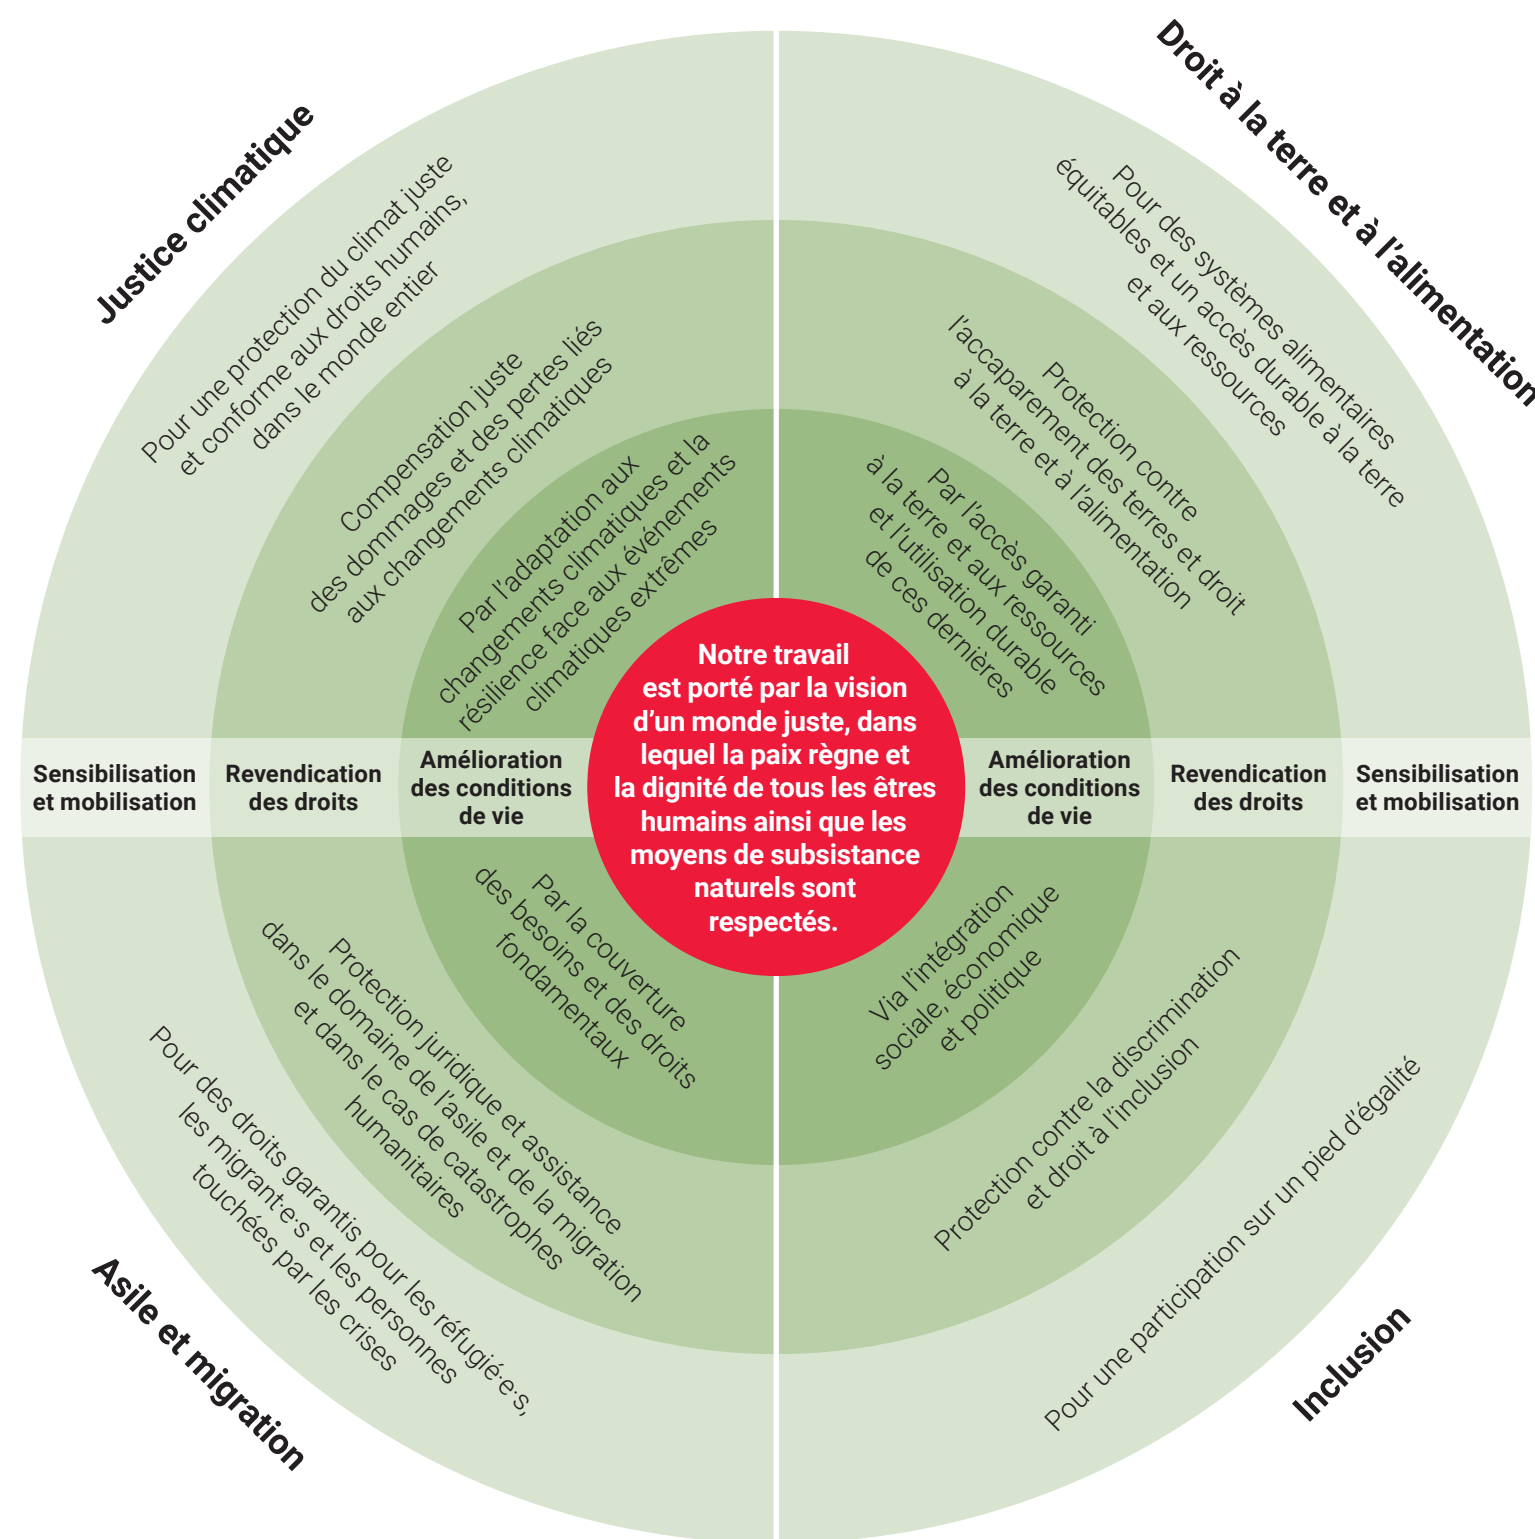 Justice climatique
Pour une protection du climat juste
et conforme aux droits humains,
dans le monde entier
Compensation juste
des dommages et des pertes liés
aux changements climatiques
Par l'adaptation aux
changements climatiques et la
résilience face aux événements
climatiques extrêmes
Droit à la terre et à l'alimentation
Pour des systèmes alimentaires
équitables et un accès durable à la terre
et aux ressources
Protection contre
l'accaparement des terres et droit
à la terre et à l'alimentation
Par l'accès garanti
à la terre et aux ressources
et l'utilisation durable
de ces dernières
Sensibilisation
et mobilisation
Revendication
des droits
Amélioration
des conditions
de vie
Notre travail
est porté par la vision
d'un monde juste, dans
lequel la paix règne et
la dignité de tous les êtres
humains ainsi que les
moyens de subsistance
naturels sont
respectés.
Amélioration
des conditions
de vie
Revendication
des droits
Sensibilisation
et mobilisation
Par la couverture
des besoins et des droits
fondamentaux
Protection juridique et assistance
dans le domaine de l'asile et de la migration
et dans le cas de catastrophes
humanitaires
Pour des droits garantis pour les réfugié·e·s,
les migrant·e·s et les personnes
touchées par les crises
Asile et migration
Via l'intégration
sociale, économique
et politique
Protection contre la discrimination
et droit à l'inclusion
Pour une participation sur un pied d'égalité
Inclusion